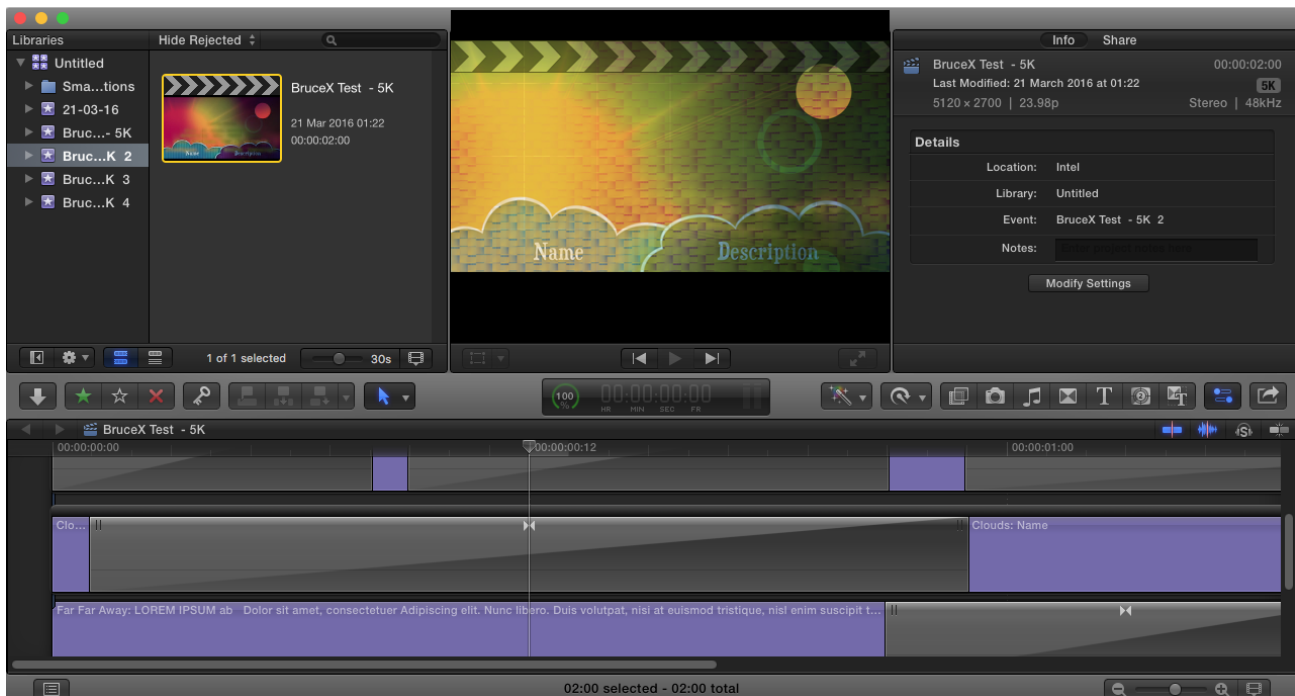 Libraries
Hide Rejected
Untitled
Sma...tions
21-03-16
Bruc...- 5K
Bruc...K 2
Bruc...K 3
Bruc...K 4
BruceX Test - 5K
21 Mar 2016 01:22
00:00:02:00
Name
Description
Name Description
Info Share
BruceX Test - 5K 00:00:02:00
Last Modified: 21 March 2016 at 01:22 5K
5120 × 2700 | 23.98p Stereo | 48kHz
Details
Location: Intel
Library: Untitled
Event: BruceX Test - 5K 2
Notes:
Modify Settings
1 of 1 selected 30s
100
%
00:00:00:00
HR MIN SEC FR
BruceX Test - 5K
00:00:00:00 00:00:00:12 00:00:01:00
Clo... Clouds: Name
Far Far Away: LOREM IPSUM ab Dolor sit amet, consectetuer Adipiscing elit. Nunc libero. Duis volutpat, nisi at euismod tristique, nisl enim suscipit t...
02:00 selected - 02:00 total